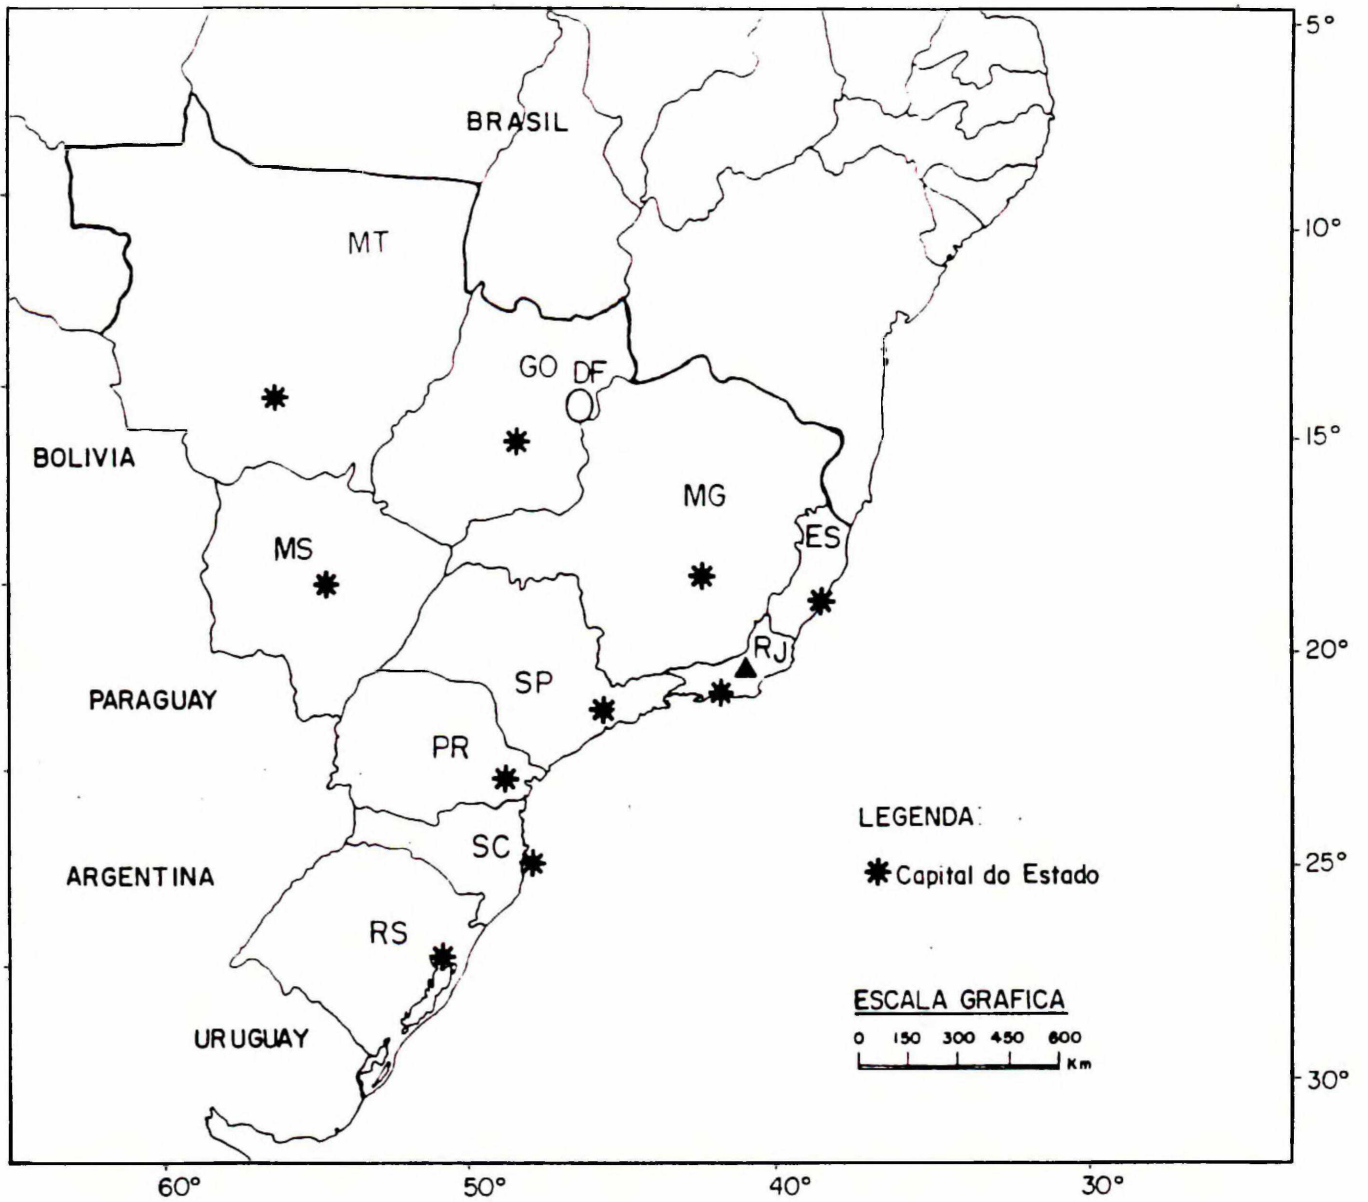 5°
BRASIL
10°
MT
GO DF
15°
BOLIVIA
MG
ES
MS
20°
RJ
SP
PARAGUAY
PR
LEGENDA:
SC
25°
ARGENTINA
Capital do Estado
RS
ESCALA GRAFICA
URUGUAY
0 150 300 450 600
Km
30°
60° 50° 40° 30°